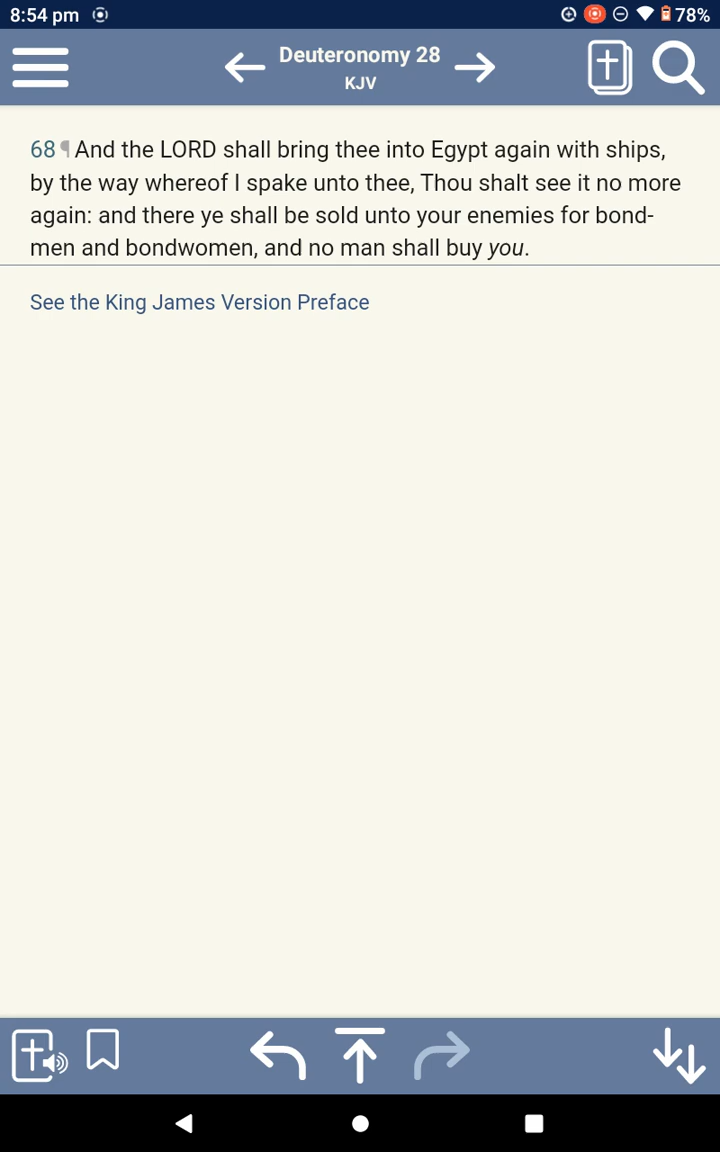 8:54 pm 78%
Deuteronomy 28
KJV
68 ¶ And the LORD shall bring thee into Egypt again with ships,
by the way whereof I spake unto thee, Thou shalt see it no more
again: and there ye shall be sold unto your enemies for bond-
men and bondwomen, and no man shall buy you.
See the King James Version Preface